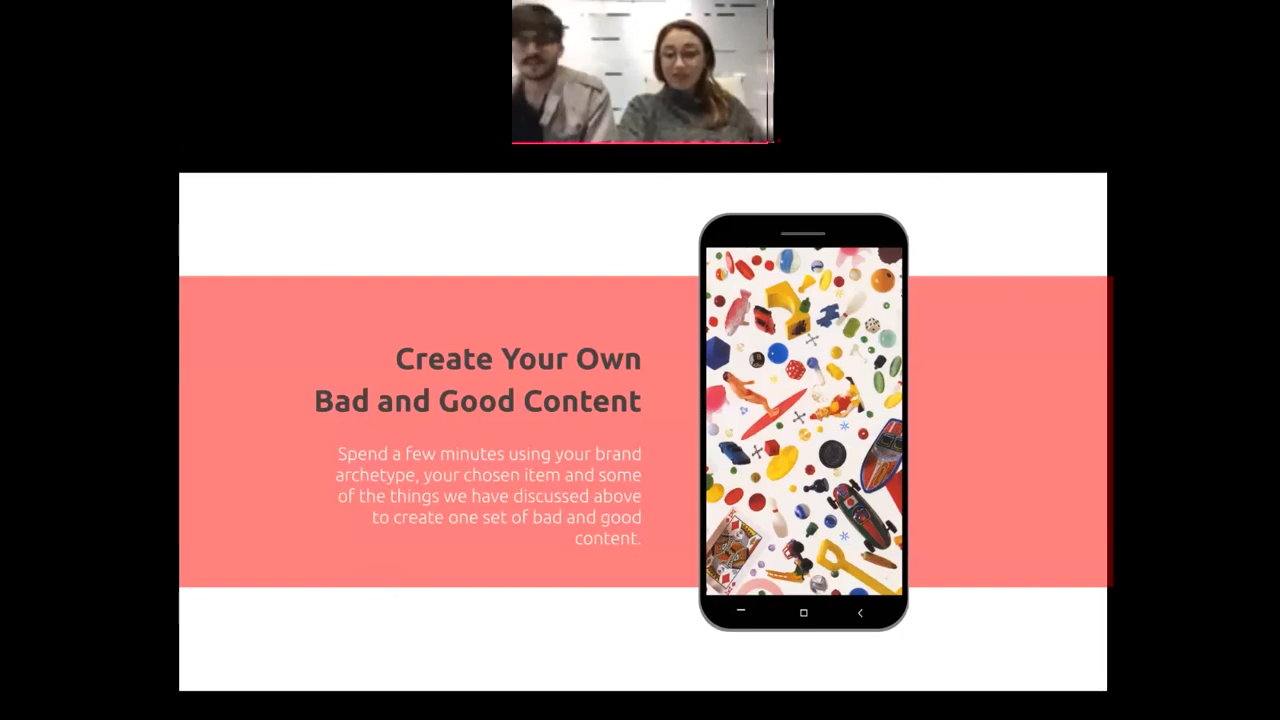 Create Your Own
Bad and Good Content
Spend a few minutes using your brand
archetype, your chosen item and some
of the things we have discussed above
to create one set of bad and good
content.